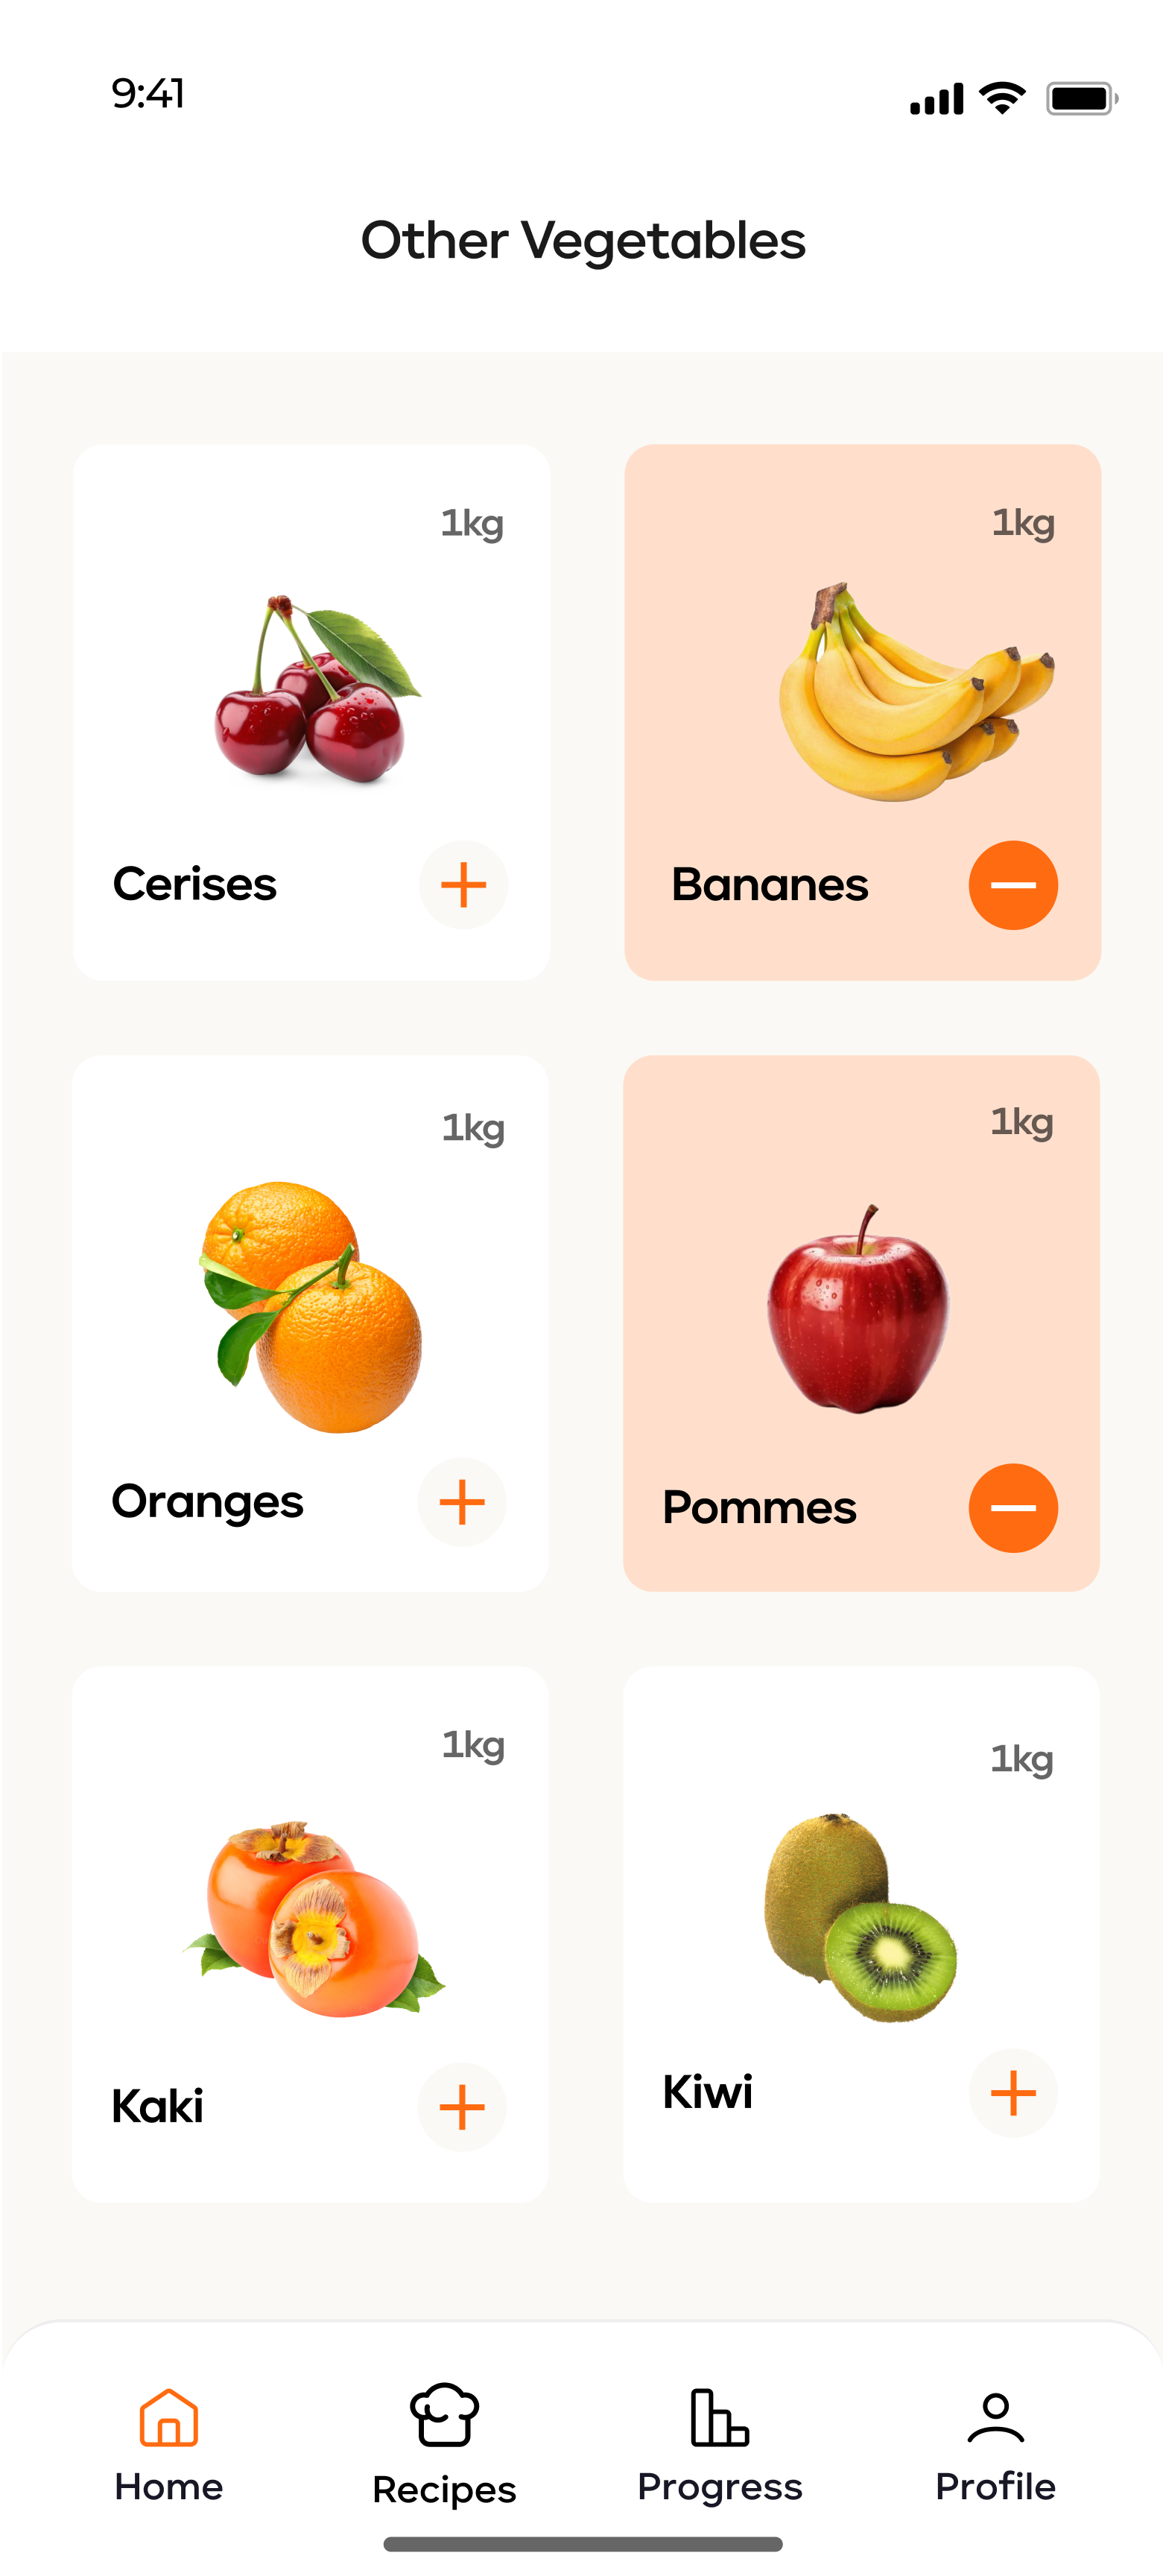 9:41
Other Vegetables
1kg
Cerises
1kg
Bananes
1kg
Oranges
1kg
Pommes
1kg
Kaki
1kg
Kiwi
Home
Recipes
Progress
Profile